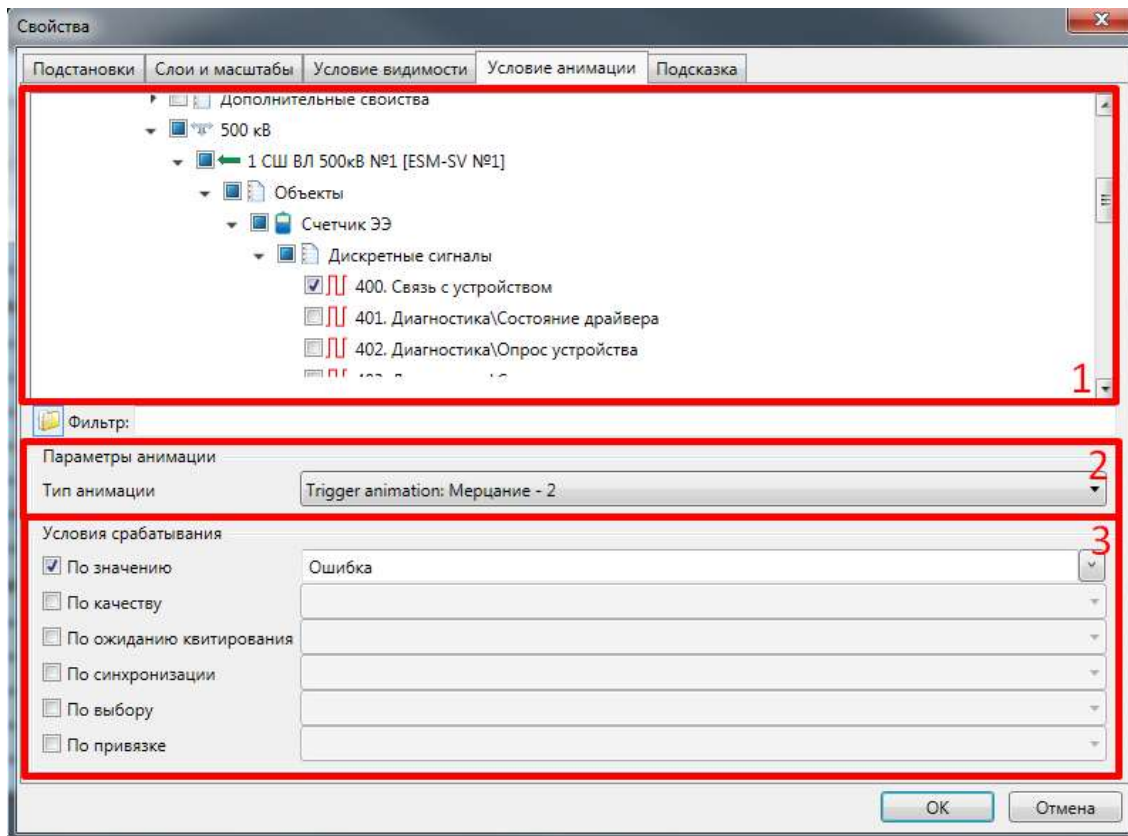 Свойства
Подстановки Слои и масштабы Условие видимости Условие анимации Подсказка
Дополнительные свойства
500 кВ
1 СШ ВЛ 500кВ №1 [ESM-SV №1]
Объекты
Счетчик ЭЭ
Дискретные сигналы
400. Связь с устройством
401. Диагностика\Состояние драйвера
402. Диагностика\Опрос устройства
1
Фильтр:
Параметры анимации
2
Тип анимации Trigger animation: Мерцание - 2
Условия срабатывания
3
По значению Ошибка
По качеству
По ожиданию квитирования
По синхронизации
По выбору
По привязке
OK Отмена